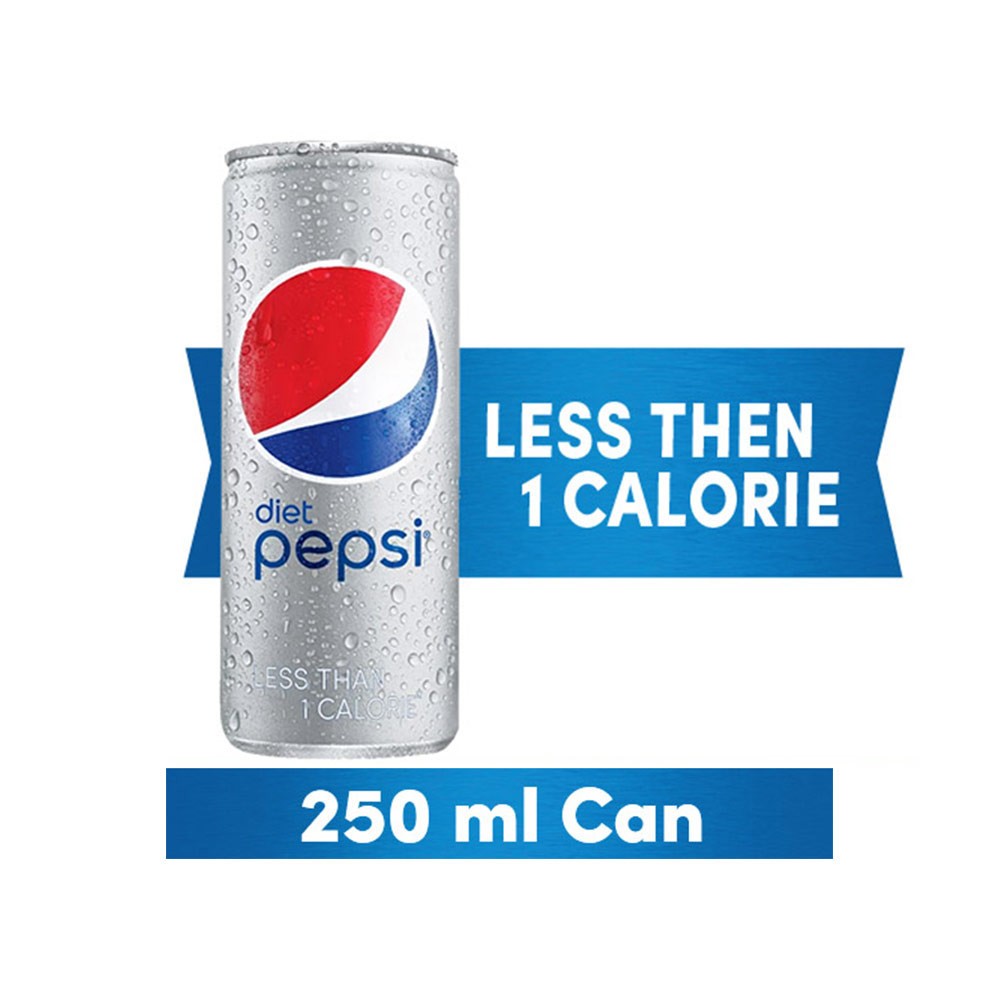 diet
pepsi
LESS THAN
1 CALORIE
LESS THEN
1 CALORIE
250 ml Can